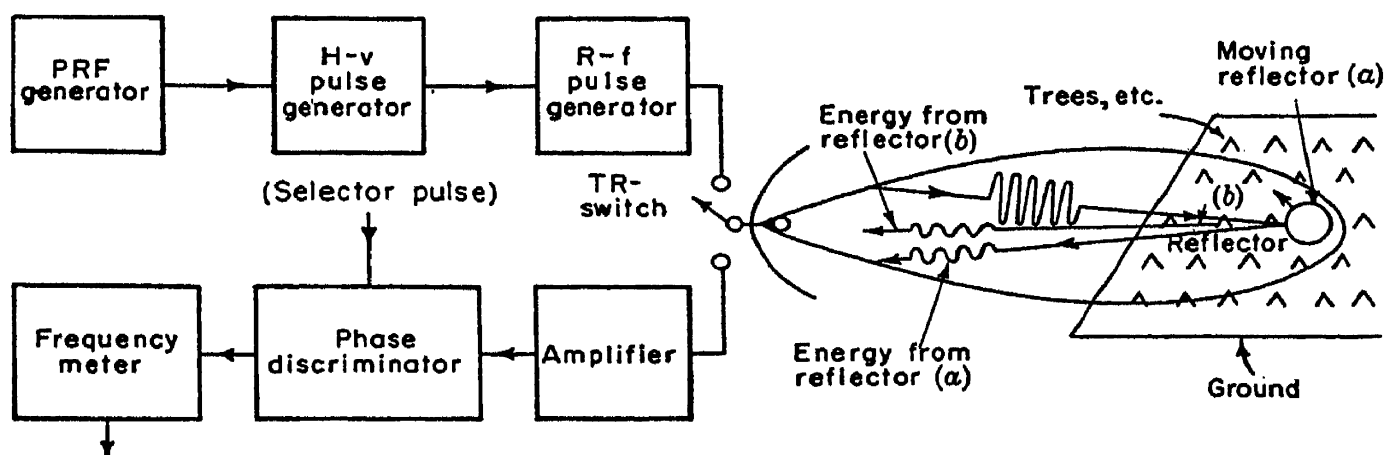 PRF
generator
H-v
pulse
generator
R-f
pulse
generator
Moving
reflector (a)
Trees, etc.
Energy from
reflector (b)
(Selector pulse)
TR-
switch
(b)
Reflector
Frequency
meter
Phase
discriminator
Amplifier
Energy from
reflector (a)
Ground